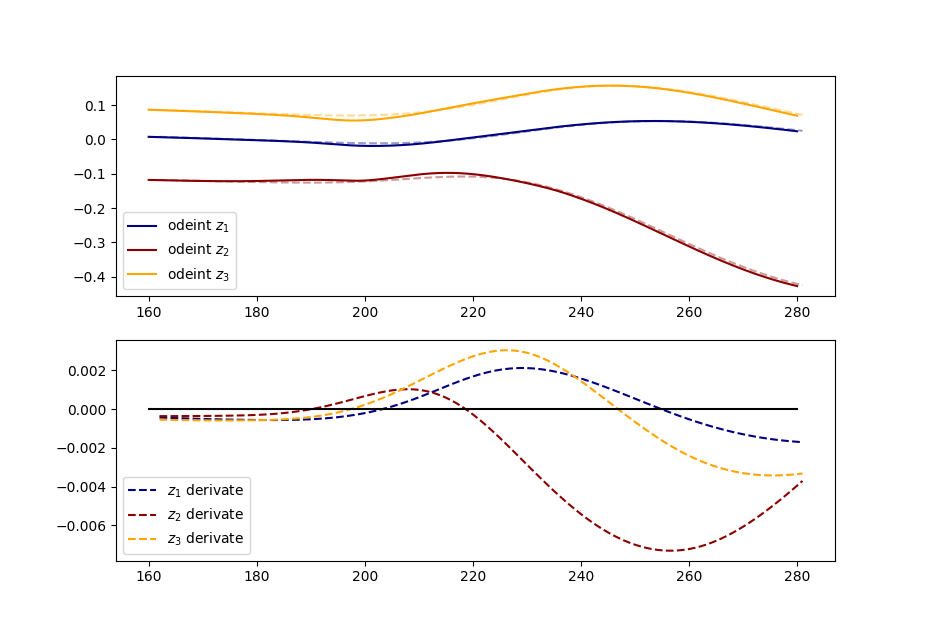 0.1
0.0
−0.1
−0.2
−0.3
−0.4
odeint z₁
odeint z₂
odeint z₃
160 180 200 220 240 260 280
0.002
0.000
−0.002
−0.004
−0.006
z₁ derivate
z₂ derivate
z₃ derivate
160 180 200 220 240 260 280